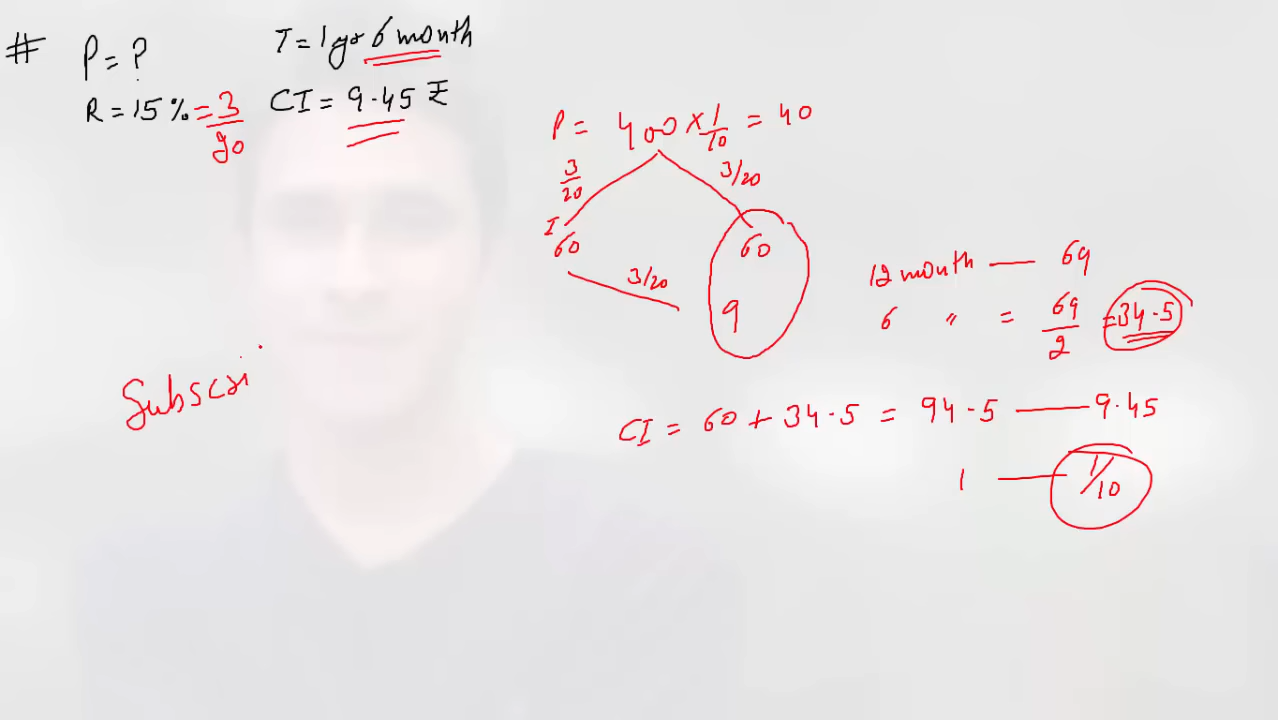 # P = ? T = 1 yr 6 month
R = 15 % = 3/20 CI = 9.45 ₹
P = 400 × 1/10 = 40
3/20 3/20
I
60 60
3/20
9
12 month — 69
6 " = 69/2 = 34.5
CI = 60 + 34.5 = 94.5 — 9.45
1 — 1/10
Subscri